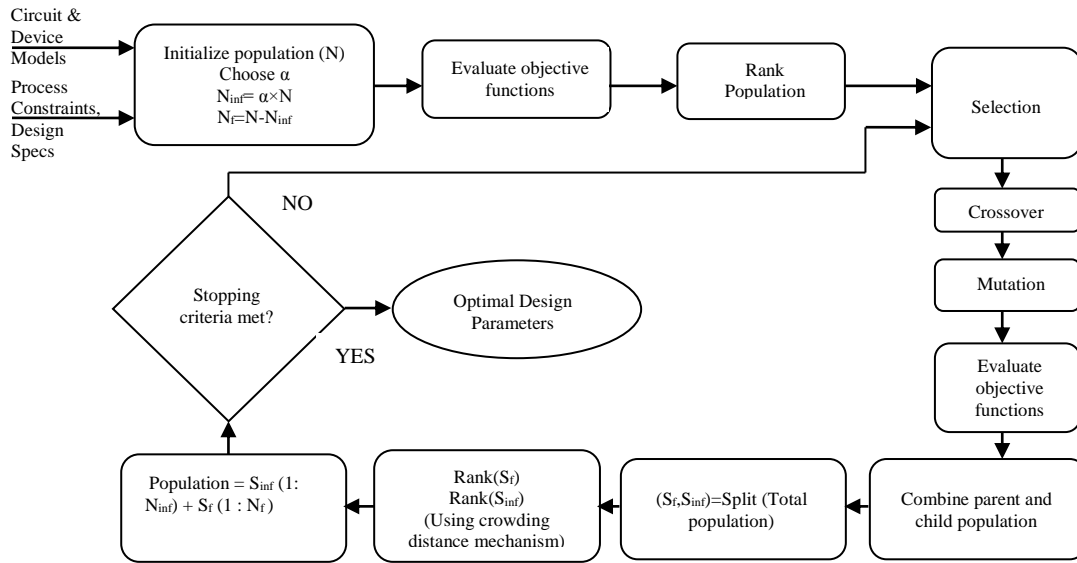 Circuit &
Device
Models
Process
Constraints,
Design
Specs
Initialize population (N)
Choose α
Ninf= α×N
Nf=N-Ninf
Evaluate objective
functions
Rank
Population
Selection
Crossover
Mutation
Evaluate
objective
functions
Combine parent and
child population
(Sf,Sinf)=Split (Total
population)
Rank(Sf)
Rank(Sinf)
(Using crowding
distance mechanism)
Population = Sinf (1:
Ninf) + Sf (1 : Nf )
Stopping
criteria met?
NO
YES
Optimal Design
Parameters